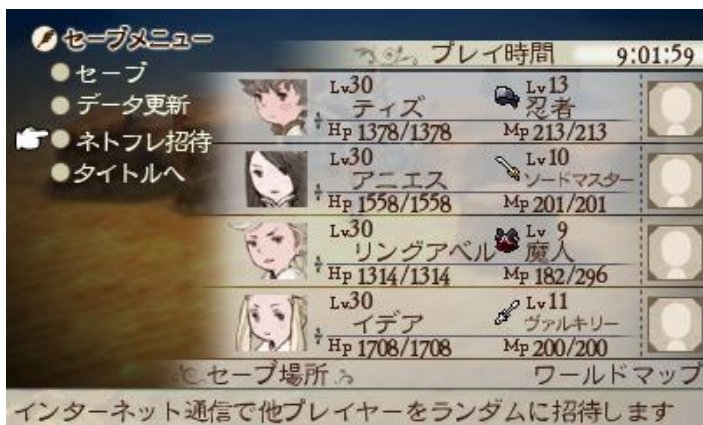 セーブメニュー
セーブ
データ更新
ネトフレ招待
タイトルへ
プレイ時間 9:01:59
Lv30 Lv13
ティズ 忍者
Hp 1378/1378 Mp 213/213
Lv30 Lv10
アニエス ソードマスター
Hp 1558/1558 Mp 201/201
Lv30 Lv 9
リングアベル 魔人
Hp 1314/1314 Mp 182/296
Lv30 Lv11
イデア ヴァルキリー
Hp 1708/1708 Mp 200/200
セーブ場所 ワールドマップ
インターネット通信で他プレイヤーをランダムに招待します